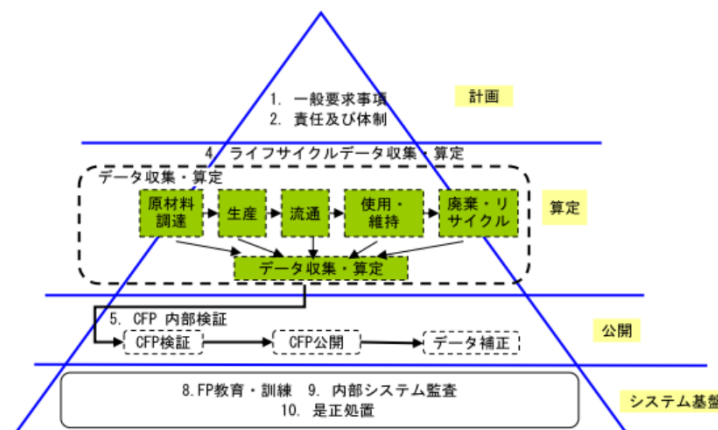 1. 一般要求事項
計画
2. 責任及び体制
4 ライフサイクルデータ収集・算定
データ収集・算定
原材料
調達
生産
流通
使用・
維持
廃棄・リ
サイクル
算定
データ収集・算定
5. CFP 内部検証
公開
CFP検証
CFP公開
データ補正
8.FP教育・訓練 9. 内部システム監査
システム基盤
10. 是正処置